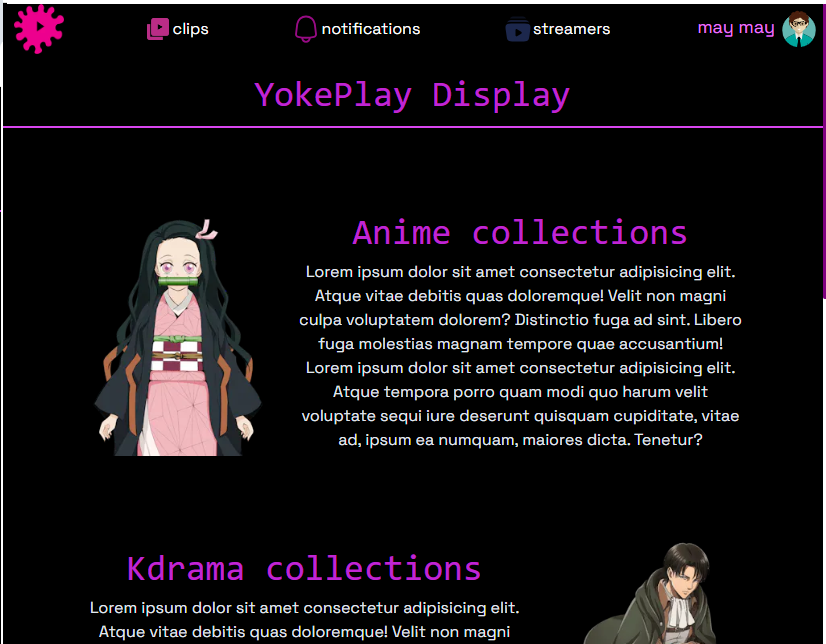 clips
notifications
streamers
may may
YokePlay Display
Anime collections
Lorem ipsum dolor sit amet consectetur adipisicing elit.
Atque vitae debitis quas doloremque! Velit non magni
culpa voluptatem dolorem? Distinctio fuga ad sint. Libero
fuga molestias magnam tempore quae accusantium!
Lorem ipsum dolor sit amet consectetur adipisicing elit.
Atque tempora porro quam modi quo harum velit
voluptate sequi iure deserunt quisquam cupiditate, vitae
ad, ipsum ea numquam, maiores dicta. Tenetur?
Kdrama collections
Lorem ipsum dolor sit amet consectetur adipisicing elit.
Atque vitae debitis quas doloremque! Velit non magni